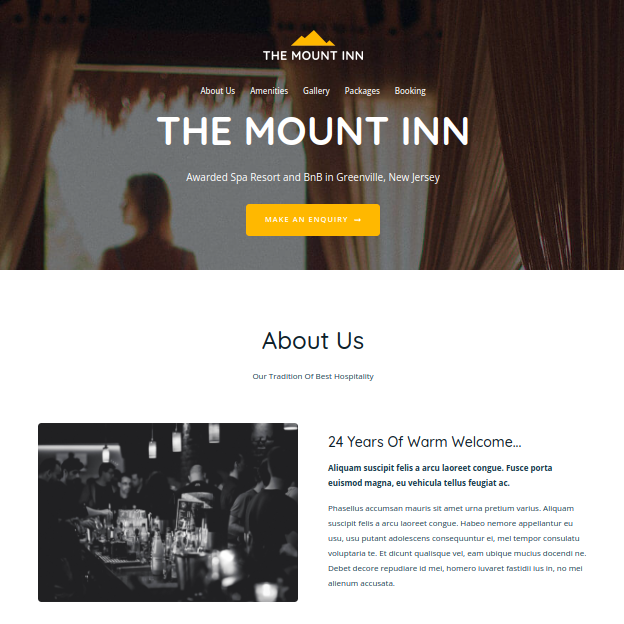 THE MOUNT INN
About Us Amenities Gallery Packages Booking
THE MOUNT INN
Awarded Spa Resort and BnB in Greenville, New Jersey
MAKE AN ENQUIRY →
About Us
Our Tradition Of Best Hospitality
24 Years Of Warm Welcome...
Aliquam suscipit felis a arcu laoreet congue. Fusce porta
euismod magna, eu vehicula tellus feugiat ac.
Phasellus accumsan mauris sit amet urna pretium varius. Aliquam
suscipit felis a arcu laoreet congue. Habeo nemore appellantur eu
usu, usu putant adolescens consequuntur ei, mel tempor consulatu
voluptaria te. Et dicunt qualisque vel, eam ubique mucius docendi ne.
Debet decore repudiare id mei, homero iuvaret fastidii ius in, no mel
alienum accusata.